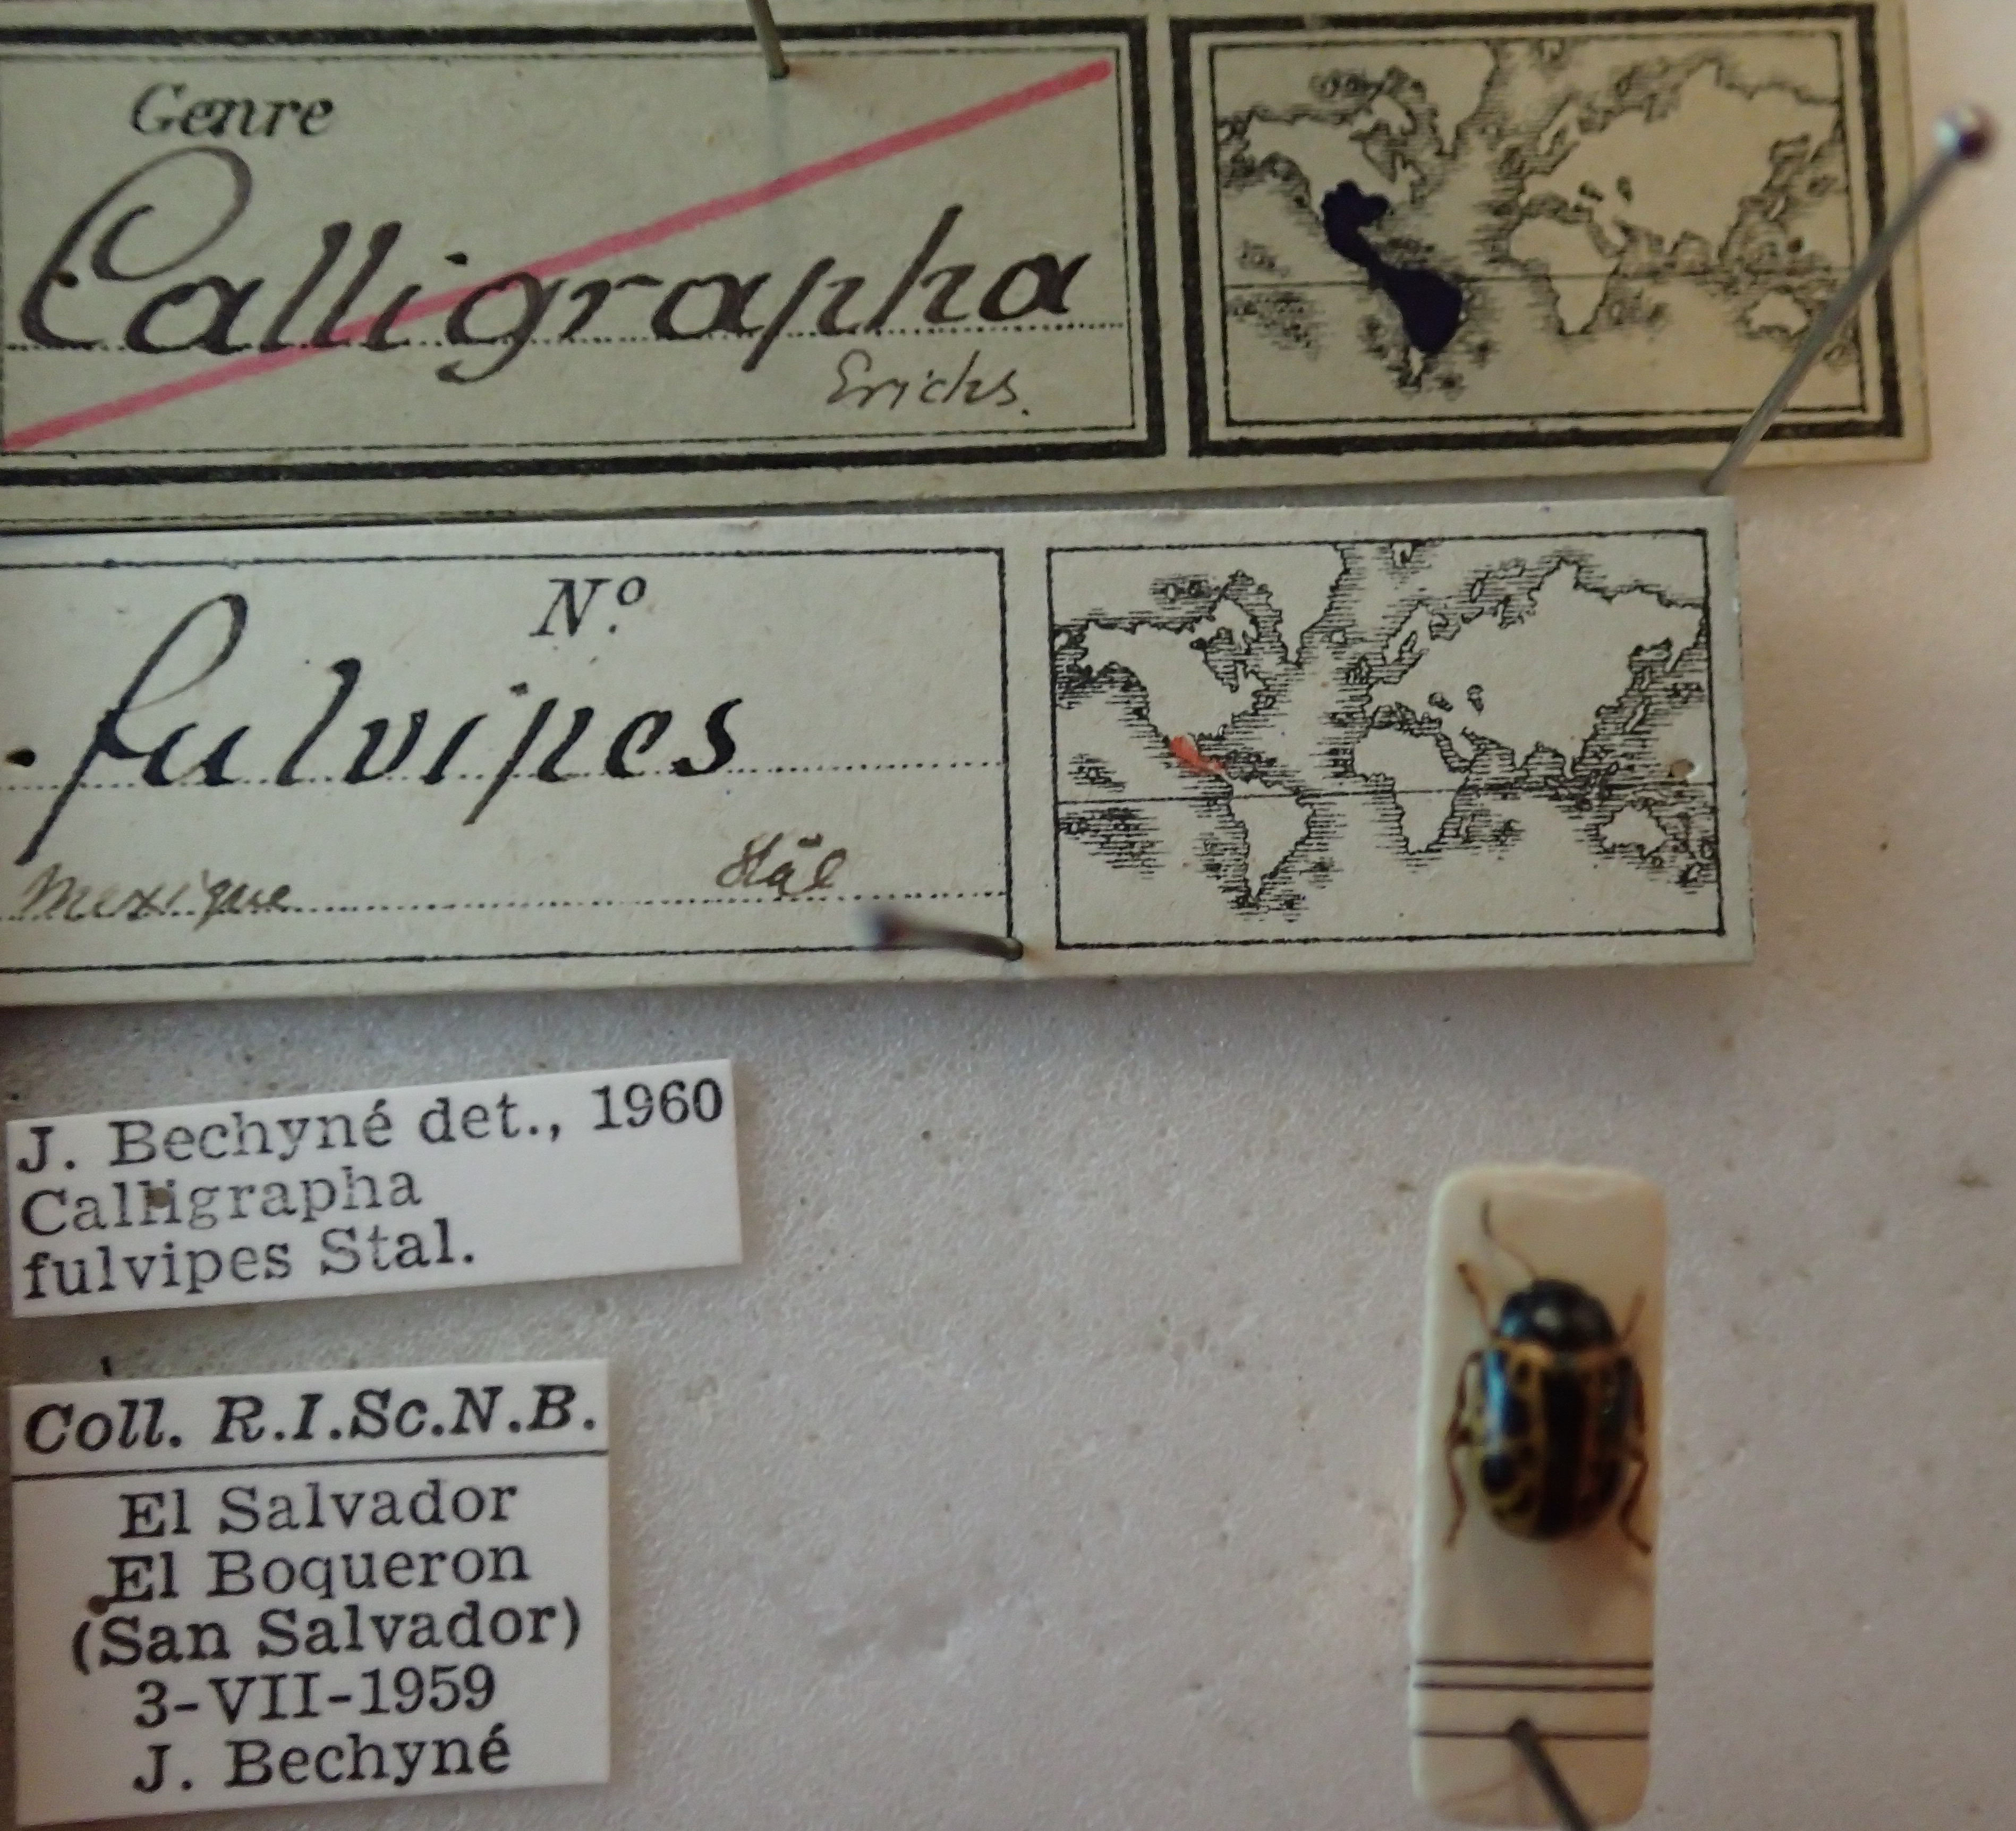 Genre
Calligrapha
Erichs.
Nº
fulvipes
Mexique Stål
J. Bechyné det., 1960
Calligrapha
fulvipes Stal.
Coll. R.I.Sc.N.B.
El Salvador
El Boqueron
(San Salvador)
3-VII-1959
J. Bechyné